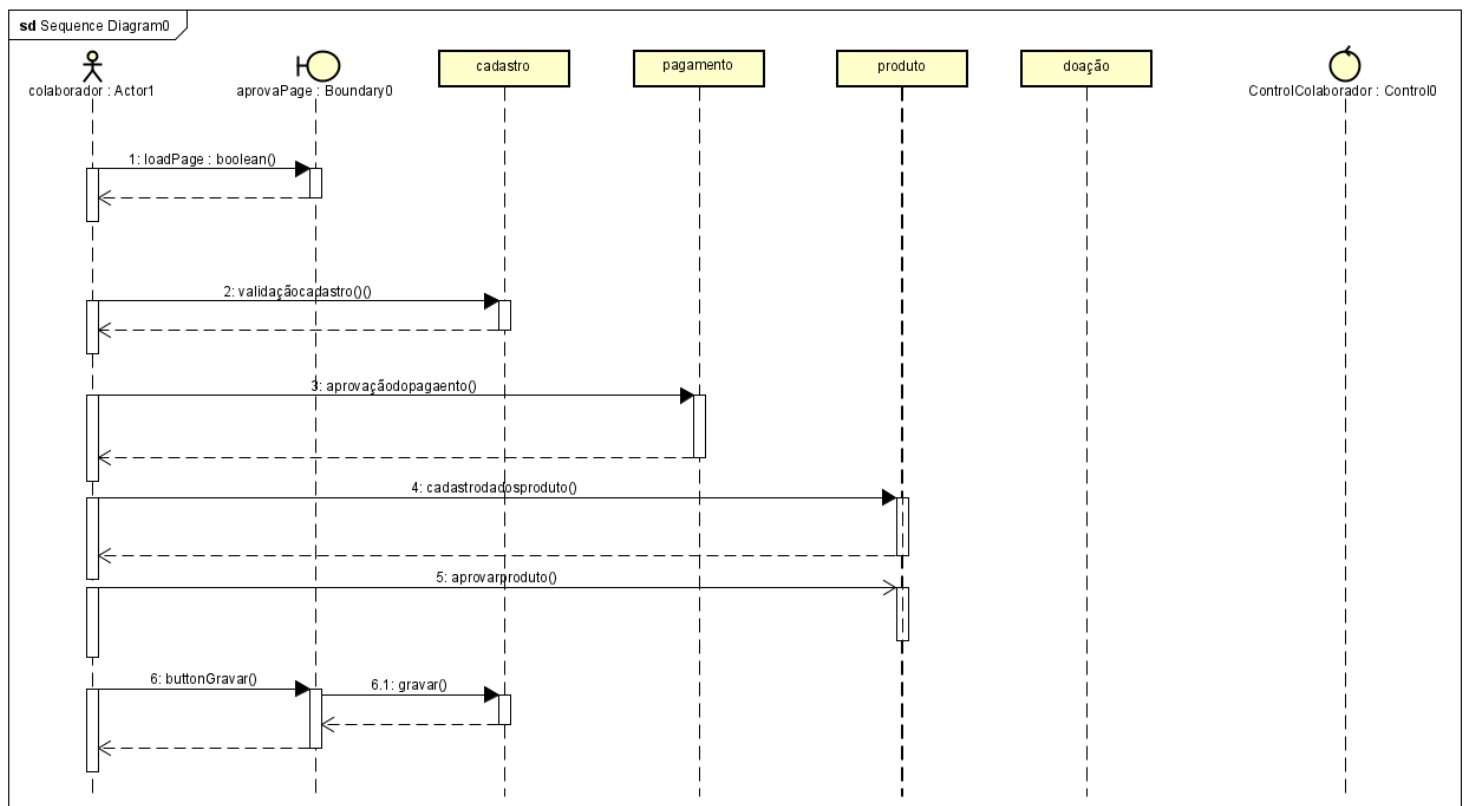 sd Sequence Diagram0
colaborador : Actor1
aprovaPage : Boundary0
cadastro
pagamento
produto
doação
ControlColaborador : Control0
1: loadPage : boolean()
2: validaçãocadastro()()
3: aprovaçãodopagaento()
4: cadastrodadosproduto()
5: aprovarproduto()
6: buttonGravar()
6.1: gravar()